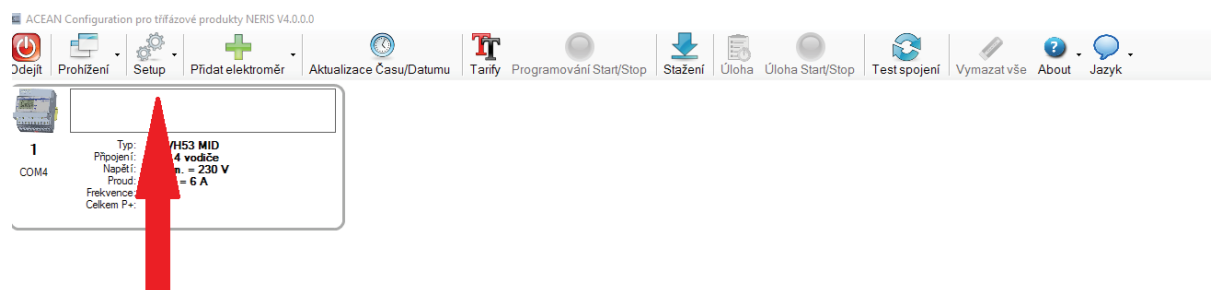 ACEAN Configuration pro třífázové produkty NERIS V4.0.0.0
Odejít Prohížení Setup Přidat elektroměr Aktualizace Času/Datumu Tarify Programování Start/Stop Stažení Úloha Úloha Start/Stop Test spojení Vymazat vše About Jazyk
1
COM4
Typ: VH53 MID
Připojení: 4 vodiče
Napětí: m. = 230 V
Proud: = 6 A
Frekvence:
Celkem P+: